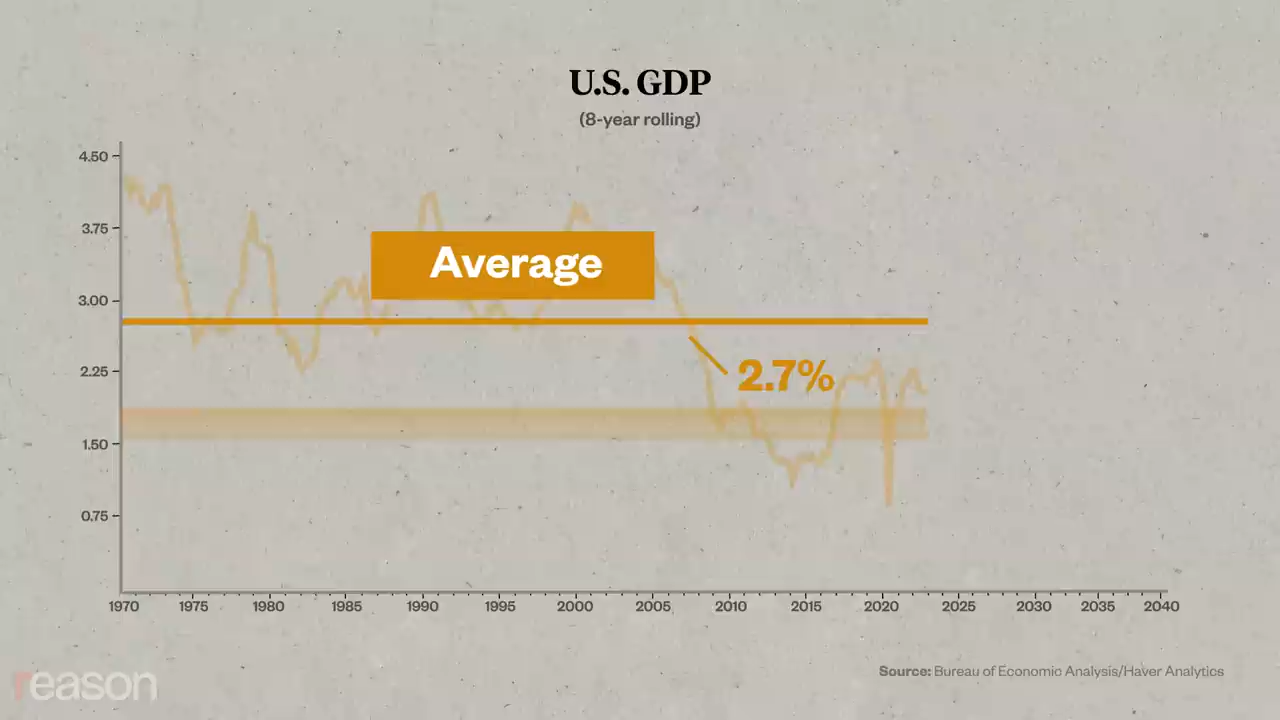 U.S. GDP
(8-year rolling)
4.50
3.75
Average
3.00
2.25
2.7%
1.50
0.75
1970 1975 1980 1985 1990 1995 2000 2005 2010 2015 2020 2025 2030 2035 2040
Source: Bureau of Economic Analysis/Haver Analytics
reason